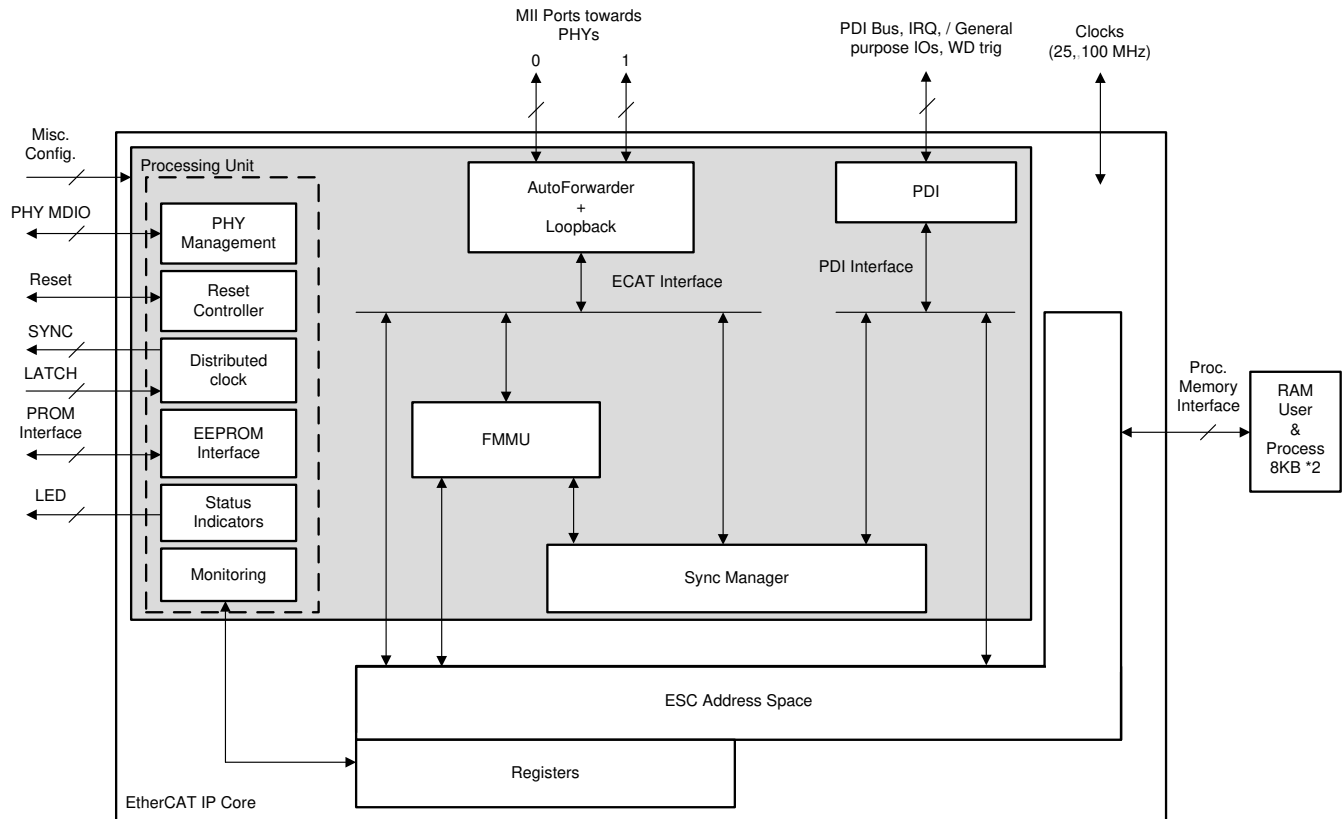 MII Ports towards
PHYs
0
1
PDI Bus, IRQ, / General
purpose IOs, WD trig
Clocks
(25,,100 MHz)
Misc.
Config.
Processing Unit
AutoForwarder
+
Loopback
PDI
PHY MDIO
PHY
Management
ECAT Interface
PDI Interface
Reset
Reset
Controller
SYNC
LATCH
Distributed
clock
PROM
Interface
EEPROM
Interface
FMMU
Proc.
Memory
Interface
RAM
User
&
Process
8KB *2
LED
Status
Indicators
Monitoring
Sync Manager
ESC Address Space
Registers
EtherCAT IP Core